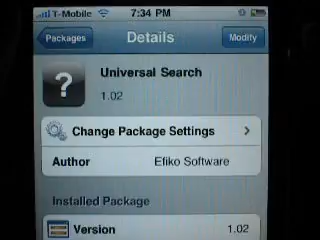 T-Mobile 7:34 PM
Packages Details Modify
Universal Search
1.02
Change Package Settings
Author Efiko Software
Installed Package
Version 1.02